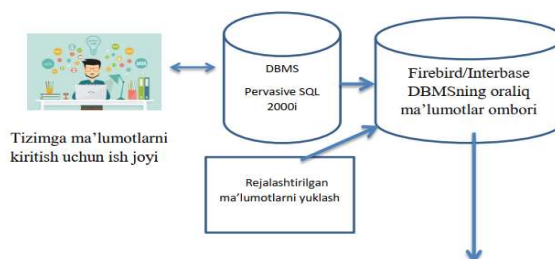 DBMS
Pervasive SQL
2000i
Firebird/Interbase
DBMSning oraliq
ma'lumotlar ombori
Tizimga ma'lumotlarni
kiritish uchun ish joyi
Rejalashtirilgan
ma'lumotlarni yuklash